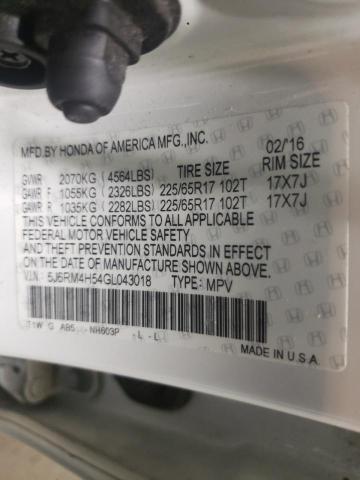 MFD.BY HONDA OF AMERICA MFG.,INC. 02/16
GVWR 2070KG (4564LBS) TIRE SIZE RIM SIZE
GAWR F 1055KG (2326LBS) 225/65R17 102T 17X7J
GAWR R 1035KG (2282LBS) 225/65R17 102T 17X7J
THIS VEHICLE CONFORMS TO ALL APPLICABLE
FEDERAL MOTOR VEHICLE SAFETY
AND THEFT PREVENTION STANDARDS IN EFFECT
ON THE DATE OF MANUFACTURE SHOWN ABOVE.
V.I.N: 5J6RM4H54GL043018 TYPE: MPV
G AB5 NH603P - L - L
MADE IN U.S.A.